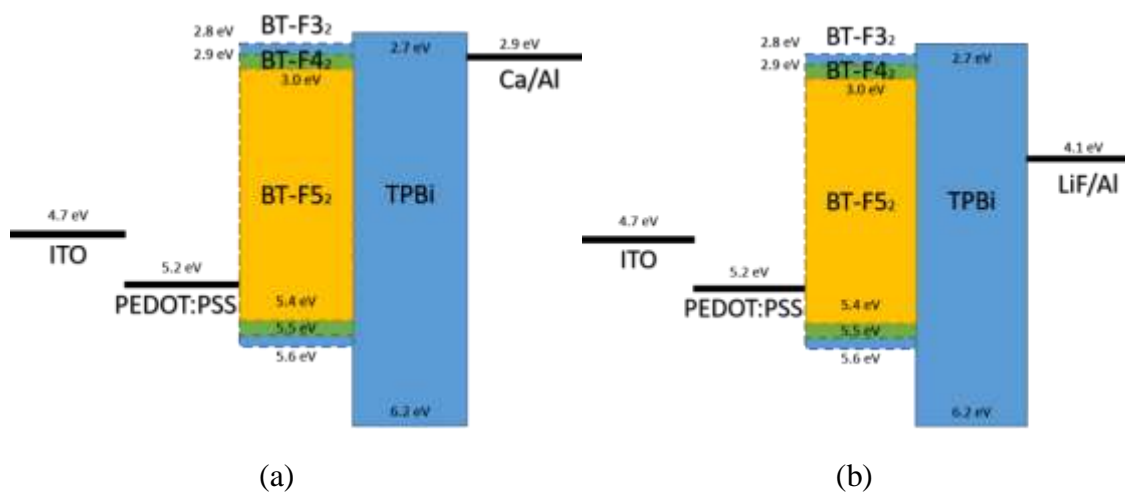 2.8 eV
BT-F3₂
2.9 eV
BT-F4₂
3.0 eV
2.7 eV
2.9 eV
Ca/Al
BT-F5₂
TPBi
4.7 eV
ITO
5.2 eV
PEDOT:PSS
5.4 eV
5.5 eV
5.6 eV
6.2 eV
(a)
2.8 eV
BT-F3₂
2.9 eV
BT-F4₂
3.0 eV
2.7 eV
4.1 eV
LiF/Al
BT-F5₂
TPBi
4.7 eV
ITO
5.2 eV
PEDOT:PSS
5.4 eV
5.5 eV
5.6 eV
6.2 eV
(b)